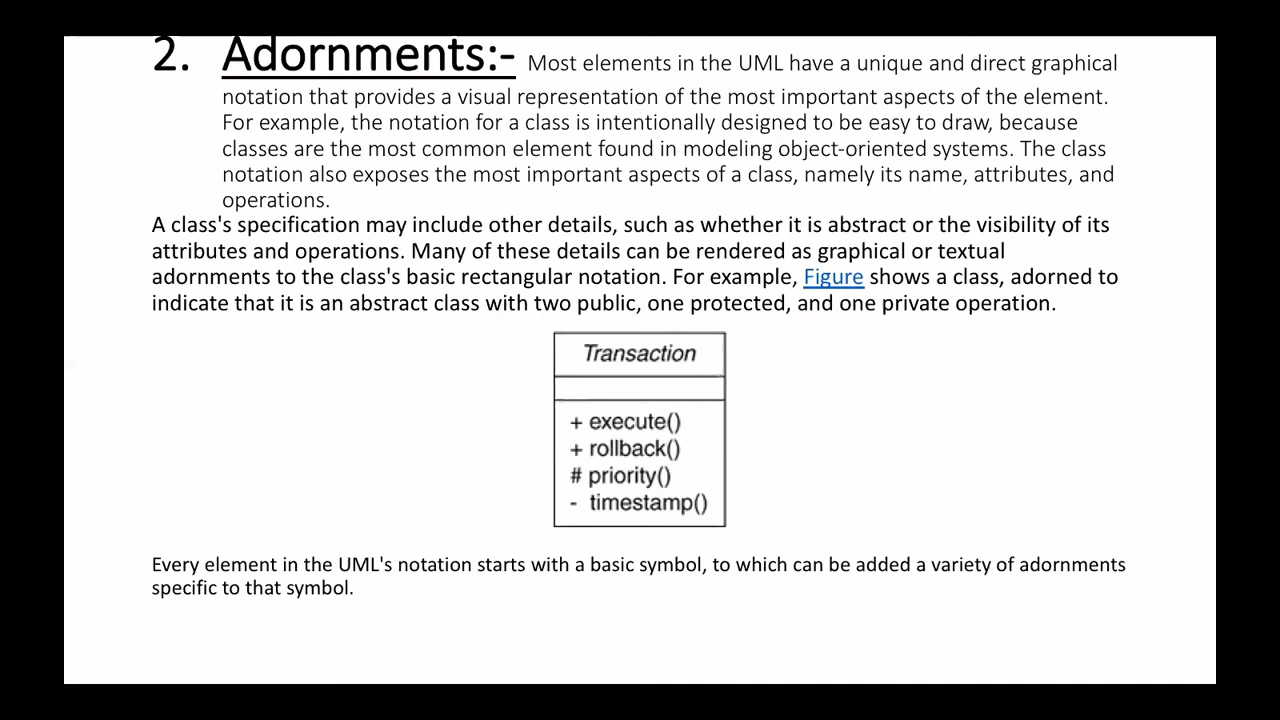 2. Adornments:- Most elements in the UML have a unique and direct graphical
notation that provides a visual representation of the most important aspects of the element.
For example, the notation for a class is intentionally designed to be easy to draw, because
classes are the most common element found in modeling object-oriented systems. The class
notation also exposes the most important aspects of a class, namely its name, attributes, and
operations.
A class's specification may include other details, such as whether it is abstract or the visibility of its
attributes and operations. Many of these details can be rendered as graphical or textual
adornments to the class's basic rectangular notation. For example, Figure shows a class, adorned to
indicate that it is an abstract class with two public, one protected, and one private operation.
Transaction
+ execute()
+ rollback()
# priority()
- timestamp()
Every element in the UML's notation starts with a basic symbol, to which can be added a variety of adornments
specific to that symbol.